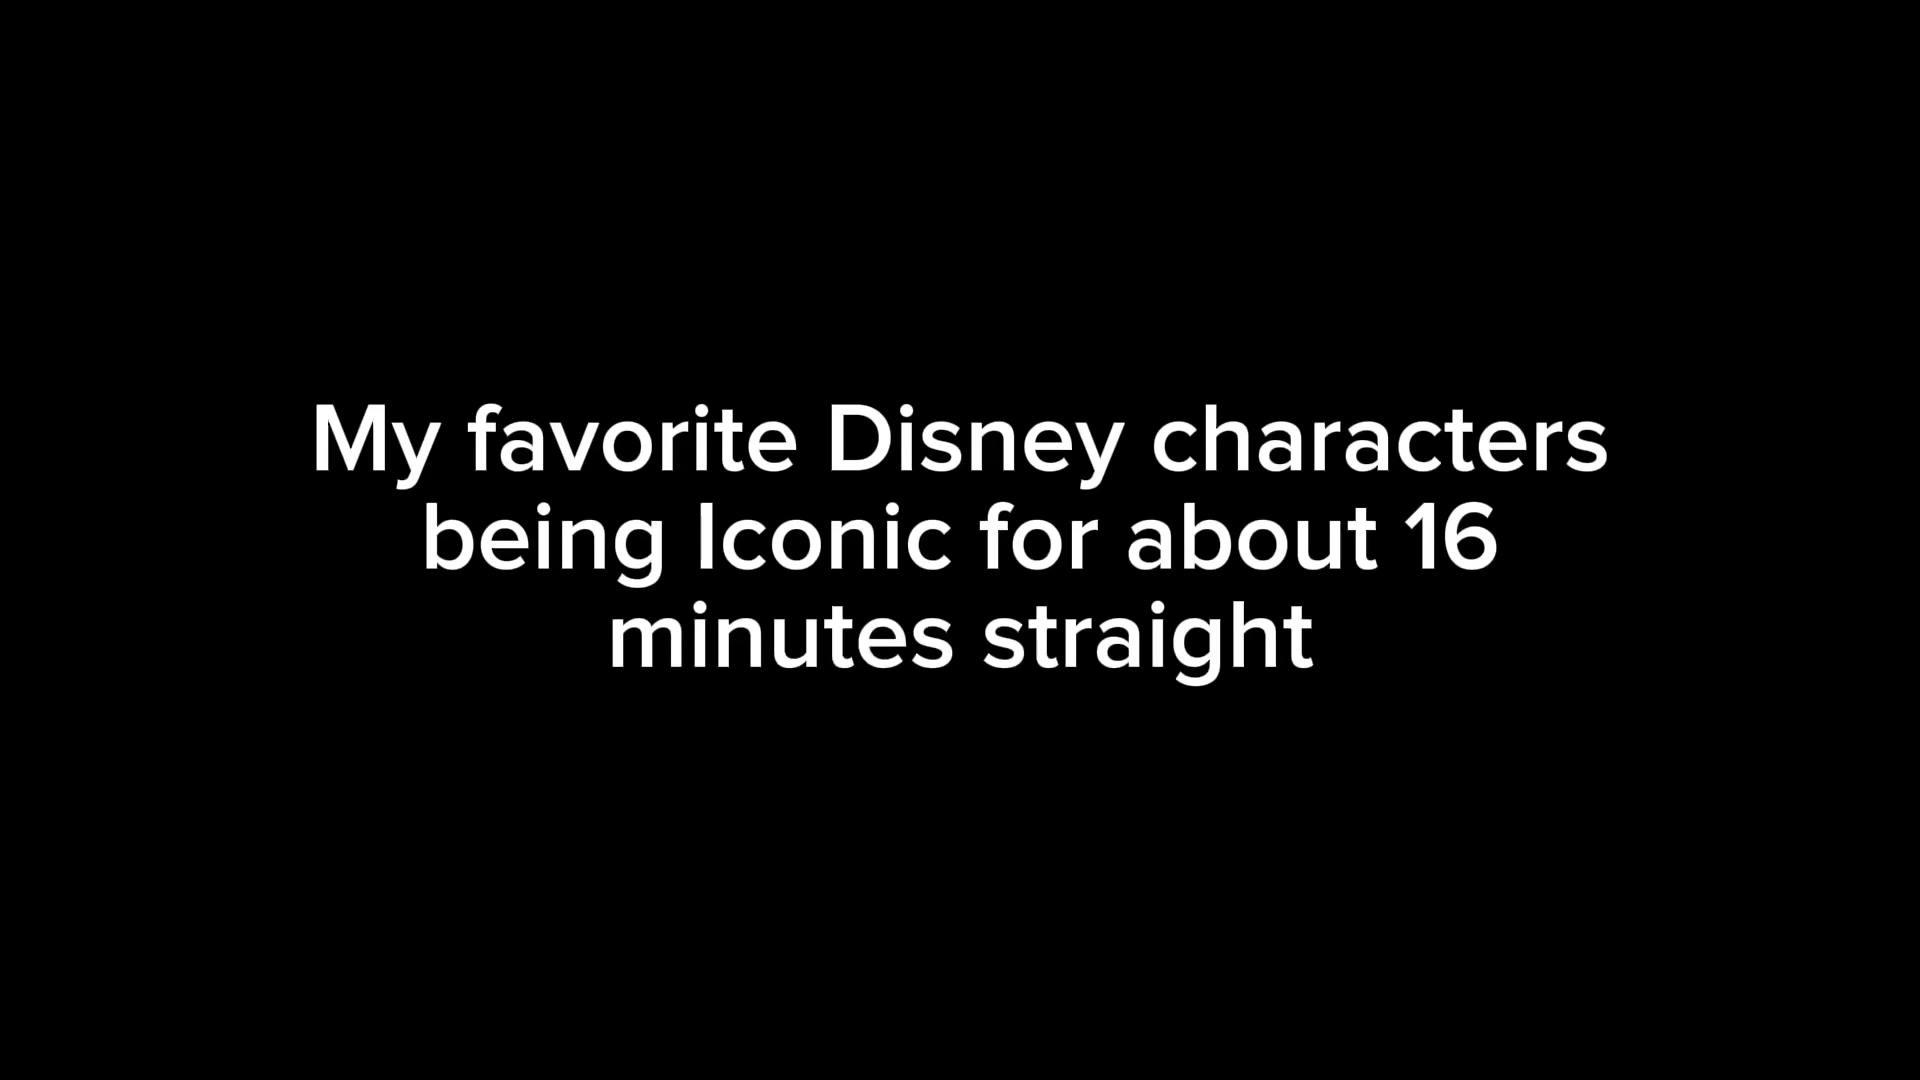 My favorite Disney characters
being Iconic for about 16
minutes straight